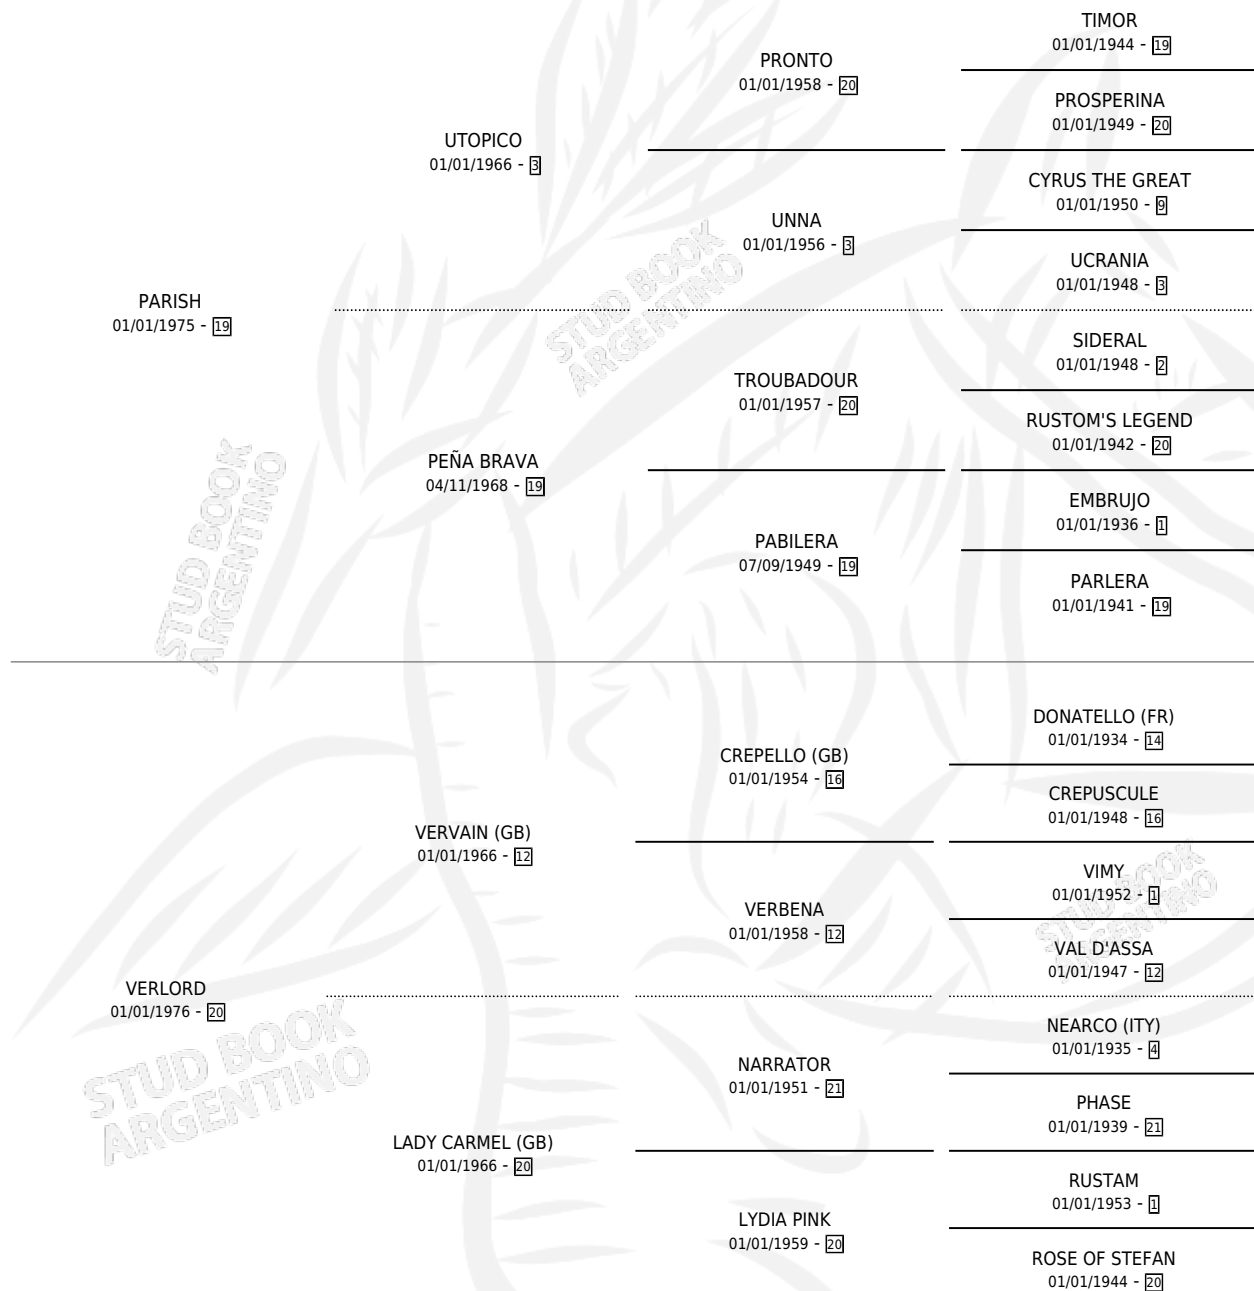 TIMOR
01/01/1944 - 19
PRONTO
01/01/1958 - 20
PROSPERINA
01/01/1949 - 20
UTOPICO
01/01/1966 - 3
CYRUS THE GREAT
01/01/1950 - 9
UNNA
01/01/1956 - 3
UCRANIA
01/01/1948 - 3
PARISH
01/01/1975 - 19
SIDERAL
01/01/1948 - 2
TROUBADOUR
01/01/1957 - 20
RUSTOM'S LEGEND
01/01/1942 - 20
PEÑA BRAVA
04/11/1968 - 19
EMBRUJO
01/01/1936 - 1
PABILERA
07/09/1949 - 19
PARLERA
01/01/1941 - 19
DONATELLO (FR)
01/01/1934 - 14
CREPELLO (GB)
01/01/1954 - 16
CREPUSCULE
01/01/1948 - 16
VERVAIN (GB)
01/01/1966 - 12
VIMY
01/01/1952 - 1
VERBENA
01/01/1958 - 12
VAL D'ASSA
01/01/1947 - 12
VERLORD
01/01/1976 - 20
NEARCO (ITY)
01/01/1935 - 4
NARRATOR
01/01/1951 - 21
PHASE
01/01/1939 - 21
LADY CARMEL (GB)
01/01/1966 - 20
RUSTAM
01/01/1953 - 1
LYDIA PINK
01/01/1959 - 20
ROSE OF STEFAN
01/01/1944 - 20
STUD BOOK
ARGENTINO
STUD BOOK
ARGENTINO
STUD BOOK
ARGENTINO
STUD BOOK
ARGENTINO